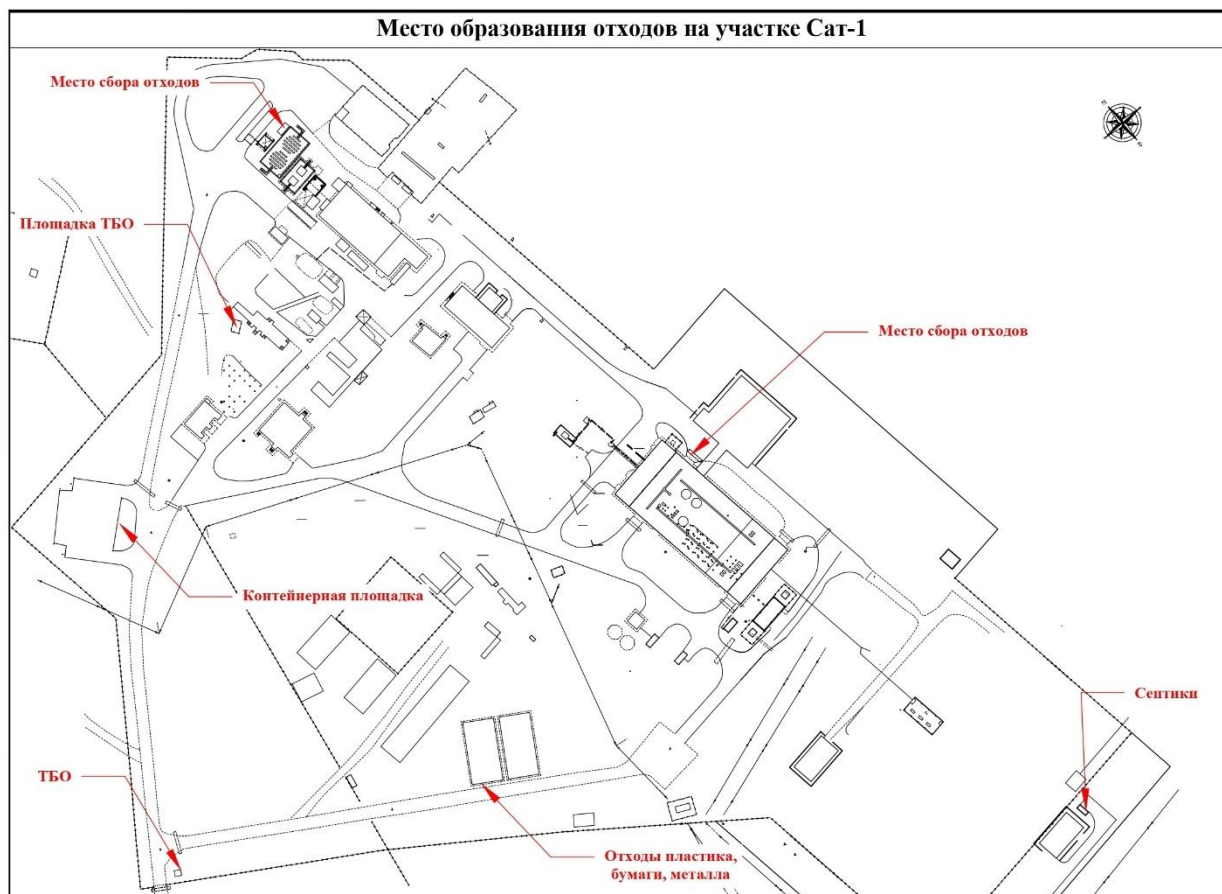 Место образования отходов на участке Сат-1
Место сбора отходов
Площадка ТБО
Место сбора отходов
Контейнерная площадка
Септики
ТБО
Отходы пластика,
бумаги, металла